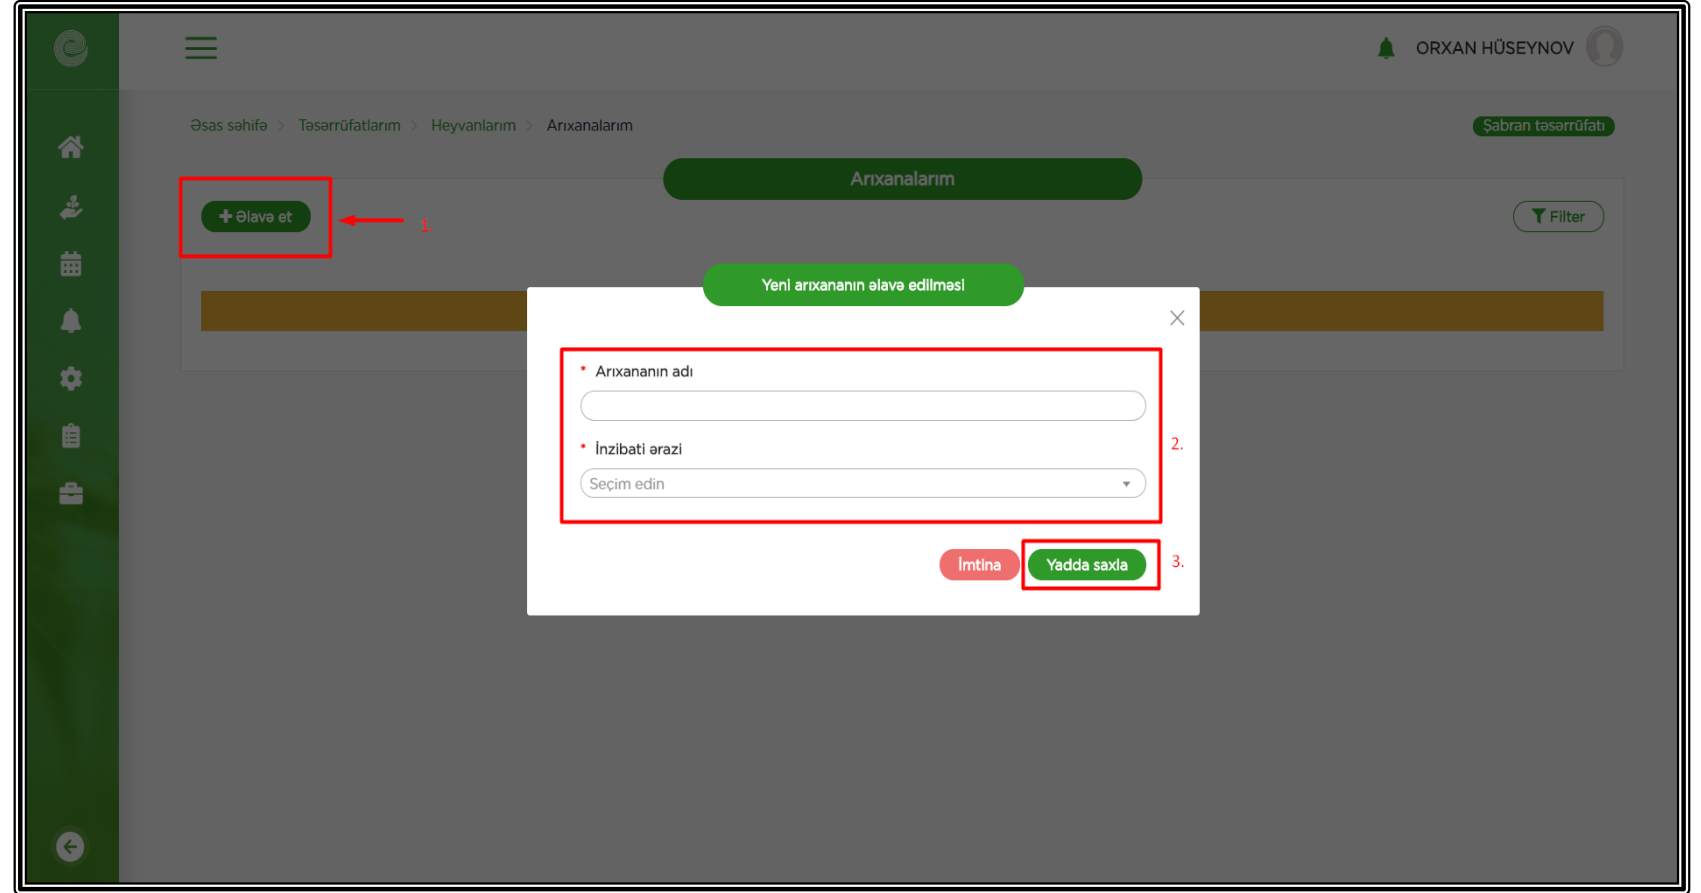 ORXAN HÜSEYNOV
Əsas səhifə > Təsərrüfatlarım > Heyvanlarım > Arıxanalarım
Şabran təsərrüfatı
Arıxanalarım
+ Əlavə et
1.
Filter
Yeni arıxananın əlavə edilməsi
* Arıxananın adı
* İnzibati ərazi
2.
Seçim edin
İmtina
Yadda saxla
3.